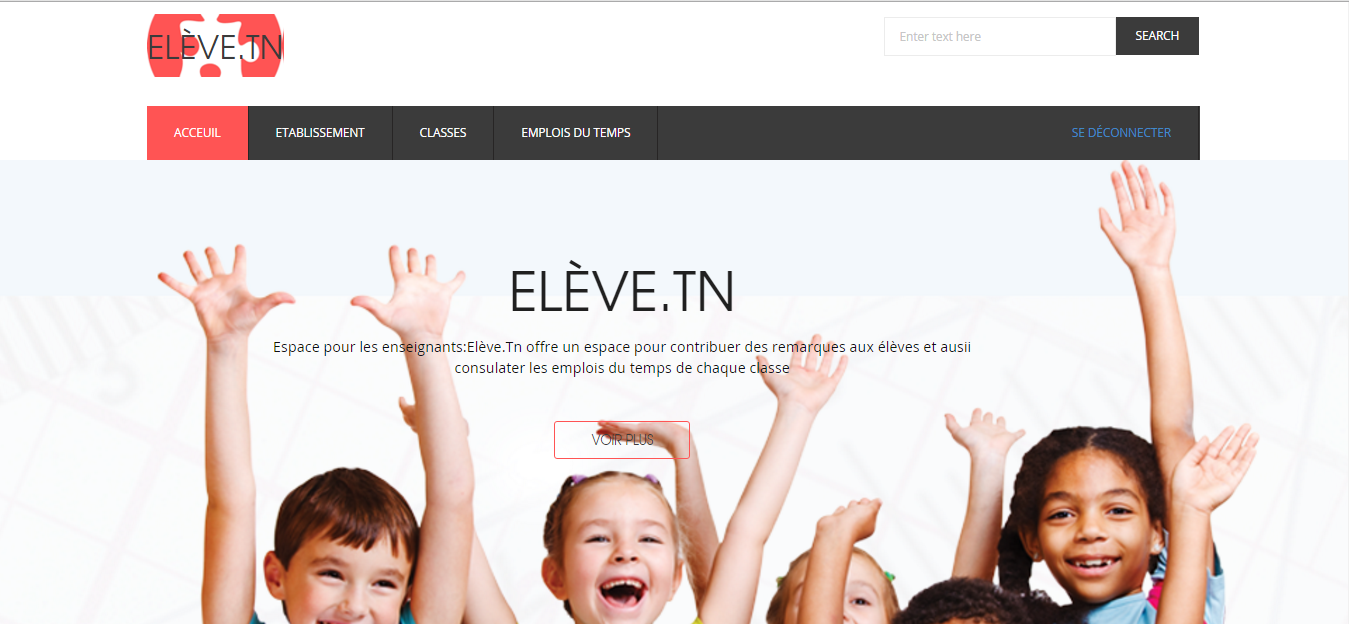 ELÈVE.TN
Enter text here
SEARCH
ACCEUIL
ETABLISSEMENT
CLASSES
EMPLOIS DU TEMPS
SE DÉCONNECTER
ELÈVE.TN
Espace pour les enseignants:Elève.Tn offre un espace pour contribuer des remarques aux élèves et ausii
consulater les emplois du temps de chaque classe
VOIR PLUS